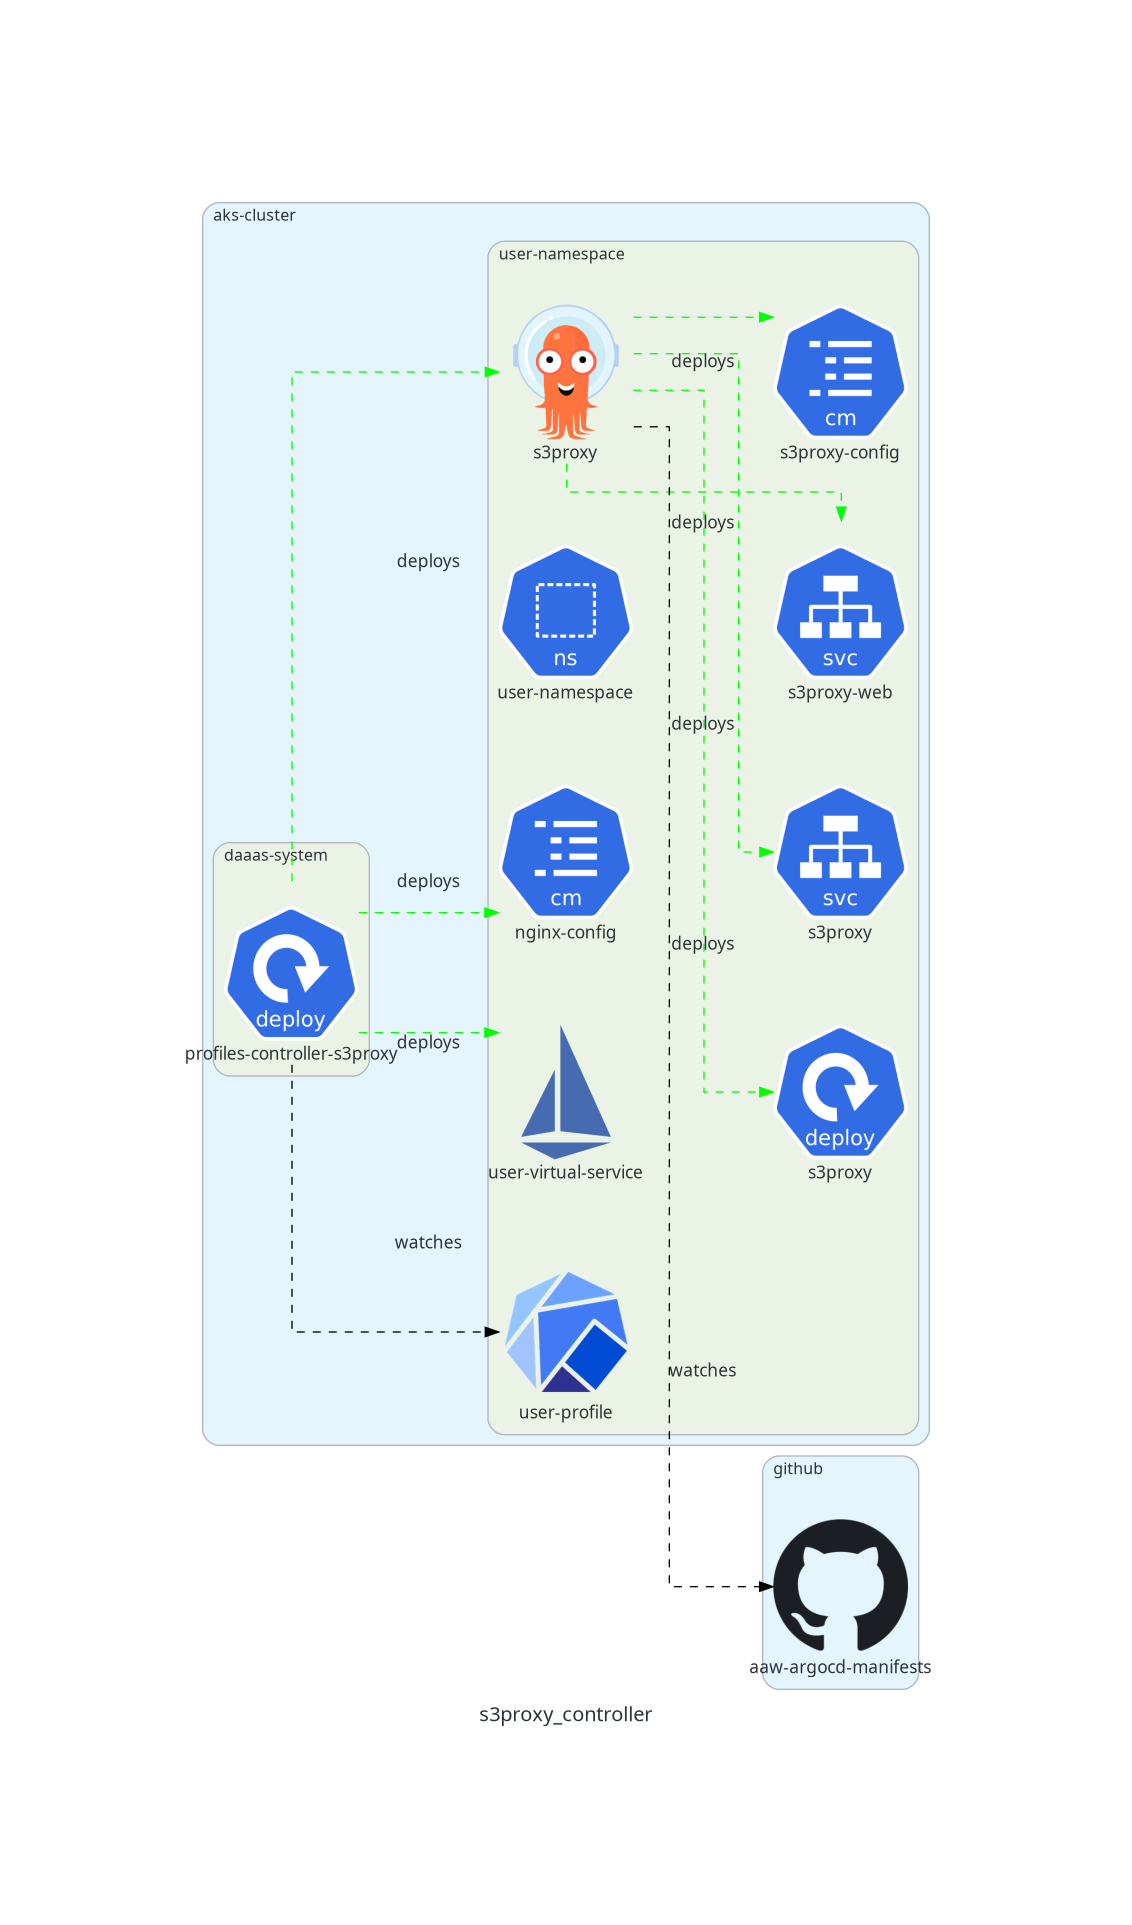 aks-cluster
user-namespace
s3proxy
deploys
cm
s3proxy-config
deploys
deploys
ns
user-namespace
svc
s3proxy-web
deploys
daaas-system
deploys
cm
nginx-config
svc
s3proxy
deploys
deploy
profiles-controller-s3proxy
deploys
user-virtual-service
deploy
s3proxy
watches
user-profile
watches
github
aaw-argocd-manifests
s3proxy_controller